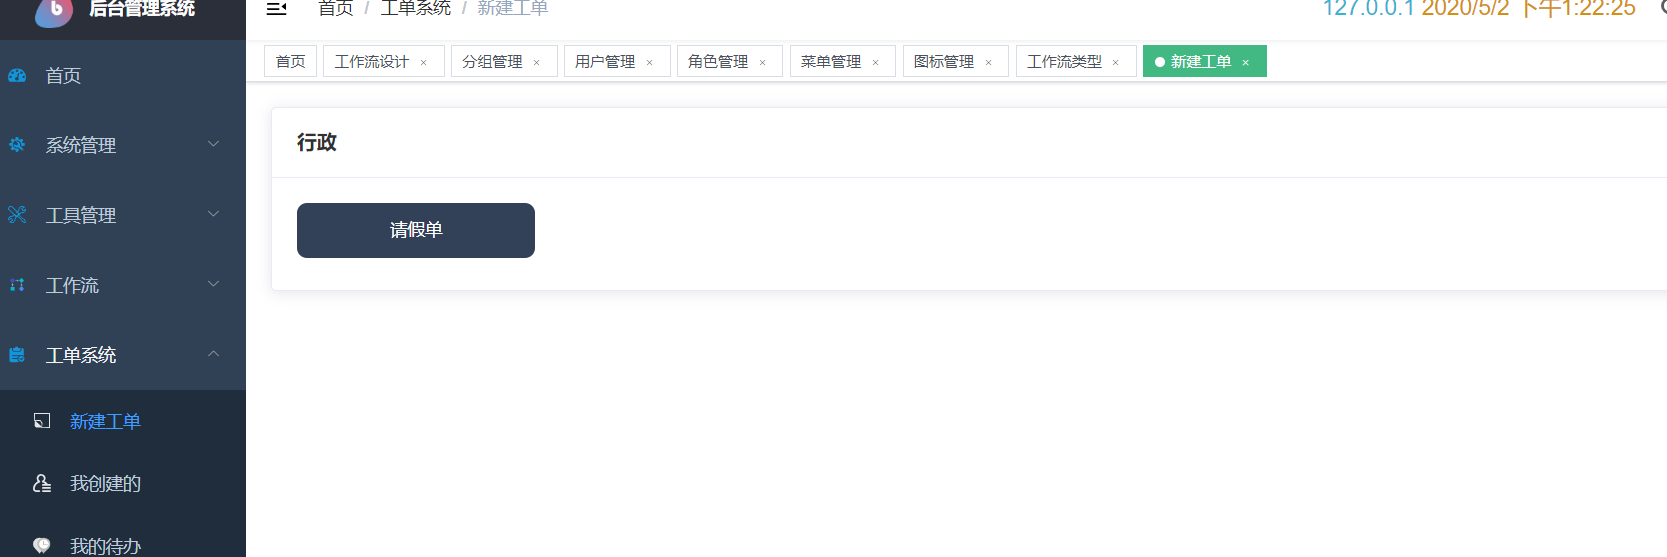 后台管理系统
首页 / 工单系统 / 新建工单
127.0.0.1 2020/5/2 下午1:22:25
首页 工作流设计 × 分组管理 × 用户管理 × 角色管理 × 菜单管理 × 图标管理 × 工作流类型 × 新建工单 ×
首页
系统管理
工具管理
工作流
工单系统
新建工单
我创建的
我的待办
行政
请假单